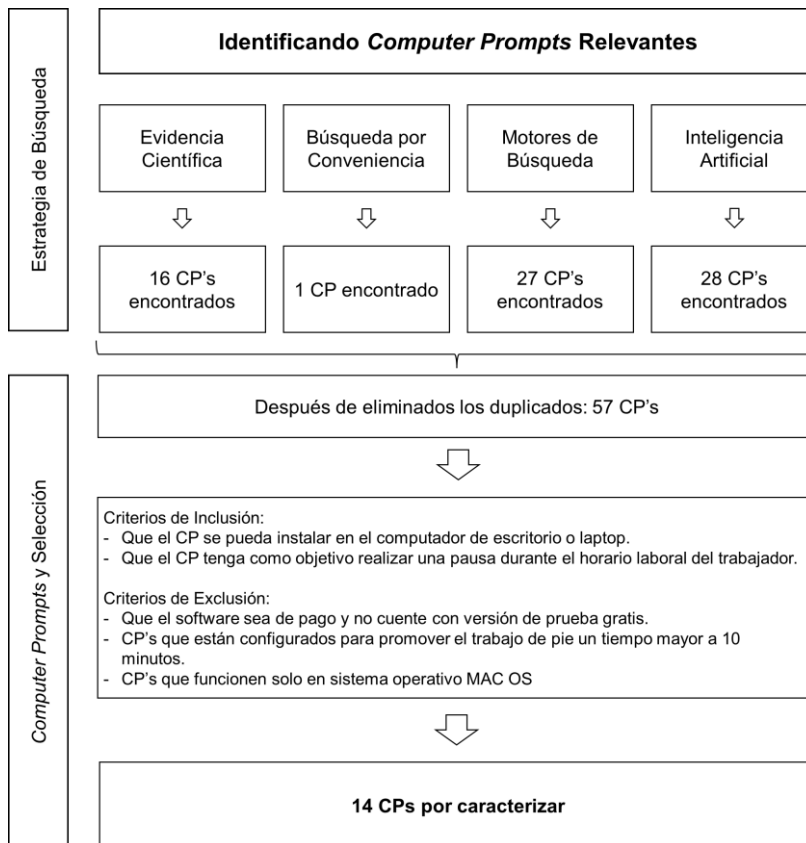 Estrategia de Búsqueda
Identificando Computer Prompts Relevantes
Evidencia
Científica
Búsqueda por
Conveniencia
Motores de
Búsqueda
Inteligencia
Artificial
16 CP's
encontrados
1 CP encontrado
27 CP's
encontrados
28 CP's
encontrados
Computer Prompts y Selección
Después de eliminados los duplicados: 57 CP's
Criterios de Inclusión:
- Que el CP se pueda instalar en el computador de escritorio o laptop.
- Que el CP tenga como objetivo realizar una pausa durante el horario laboral del trabajador.
Criterios de Exclusión:
- Que el software sea de pago y no cuente con versión de prueba gratis.
- CP's que están configurados para promover el trabajo de pie un tiempo mayor a 10
minutos.
- CP's que funcionen solo en sistema operativo MAC OS
14 CPs por caracterizar